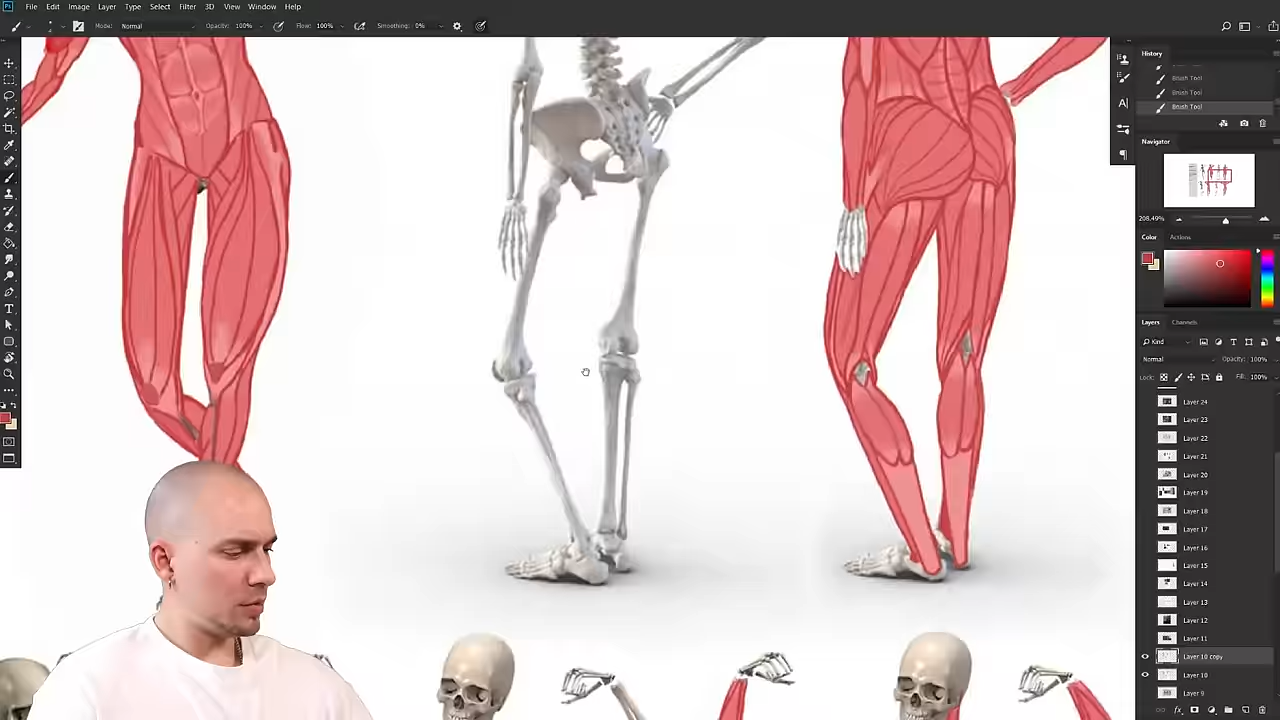 Ps File Edit Image Layer Type Select Filter 3D View Window Help
Mode: Normal Opacity: 100% Flow: 100% Smoothing: 0%
History
Brush Tool
Brush Tool
Brush Tool
Navigator
208.49%
Color Actions
Layers Channels
Kind
Normal Opacity: 100%
Lock: Fill: 100%
Layer 24
Layer 23
Layer 22
Layer 21
Layer 20
Layer 19
Layer 18
Layer 17
Layer 16
Layer 15
Layer 14
Layer 13
Layer 12
Layer 11
Layer 10 copy
Layer 10
Layer 9